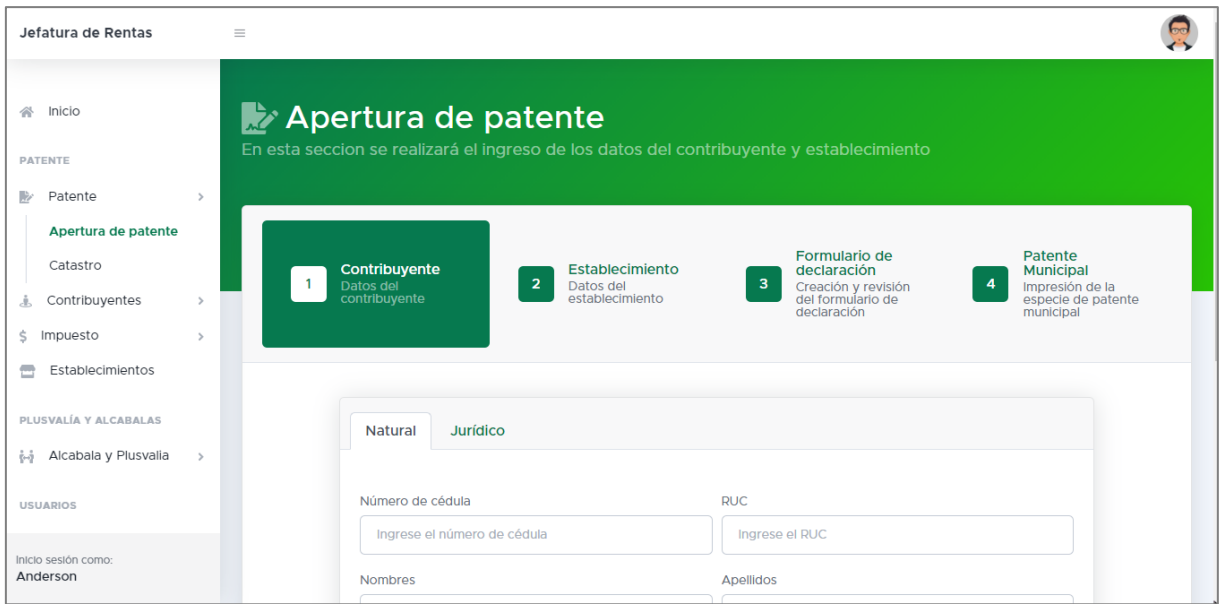 Jefatura de Rentas
Inicio
PATENTE
Patente
Apertura de patente
Catastro
Contribuyentes
Impuesto
Establecimientos
PLUSVALÍA Y ALCABALAS
Alcabala y Plusvalia
USUARIOS
Inicio sesión como:
Anderson
Apertura de patente
En esta seccion se realizará el ingreso de los datos del contribuyente y establecimiento
1
Contribuyente
Datos del
contribuyente
2
Establecimiento
Datos del
establecimiento
3
Formulario de
declaración
Creación y revisión
del formulario de
declaración
4
Patente
Municipal
Impresión de la
especie de patente
municipal
Natural
Jurídico
Número de cédula
Ingrese el número de cédula
RUC
Ingrese el RUC
Nombres
Apellidos